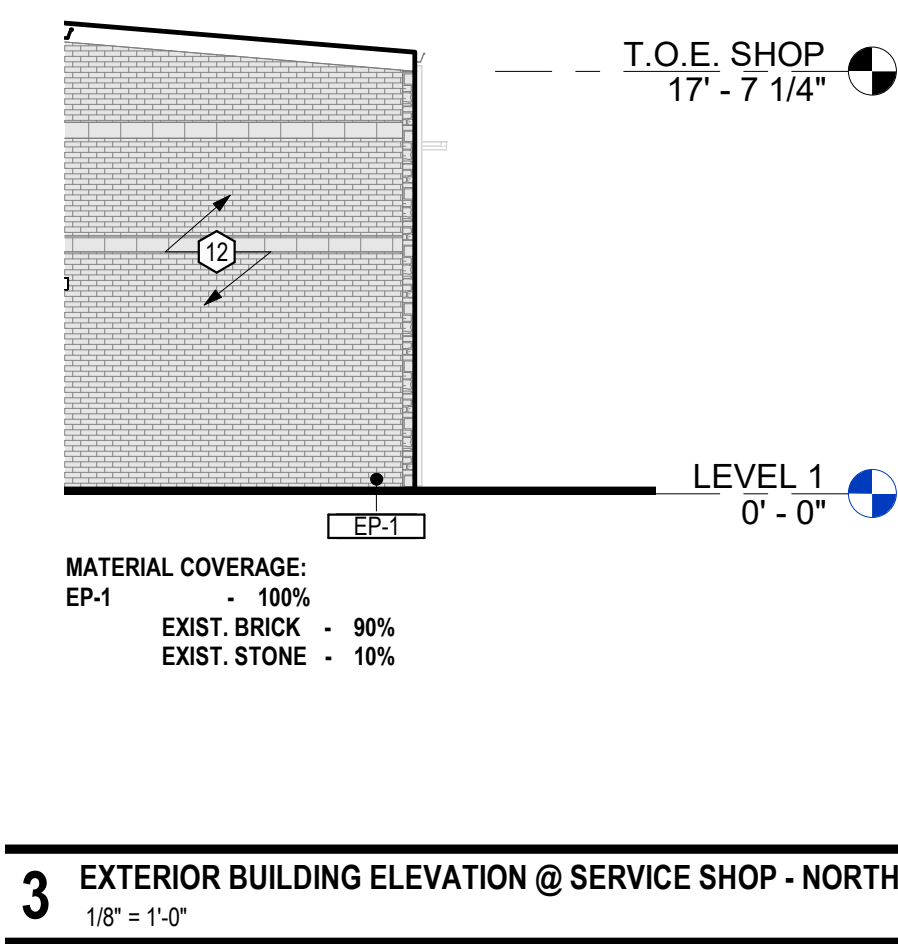 T.O.E. SHOP
17' - 7 1/4"
12
LEVEL 1
0' - 0"
EP-1
MATERIAL COVERAGE:
EP-1 - 100%
EXIST. BRICK - 90%
EXIST. STONE - 10%
3 EXTERIOR BUILDING ELEVATION @ SERVICE SHOP - NORTH
1/8" = 1'-0"